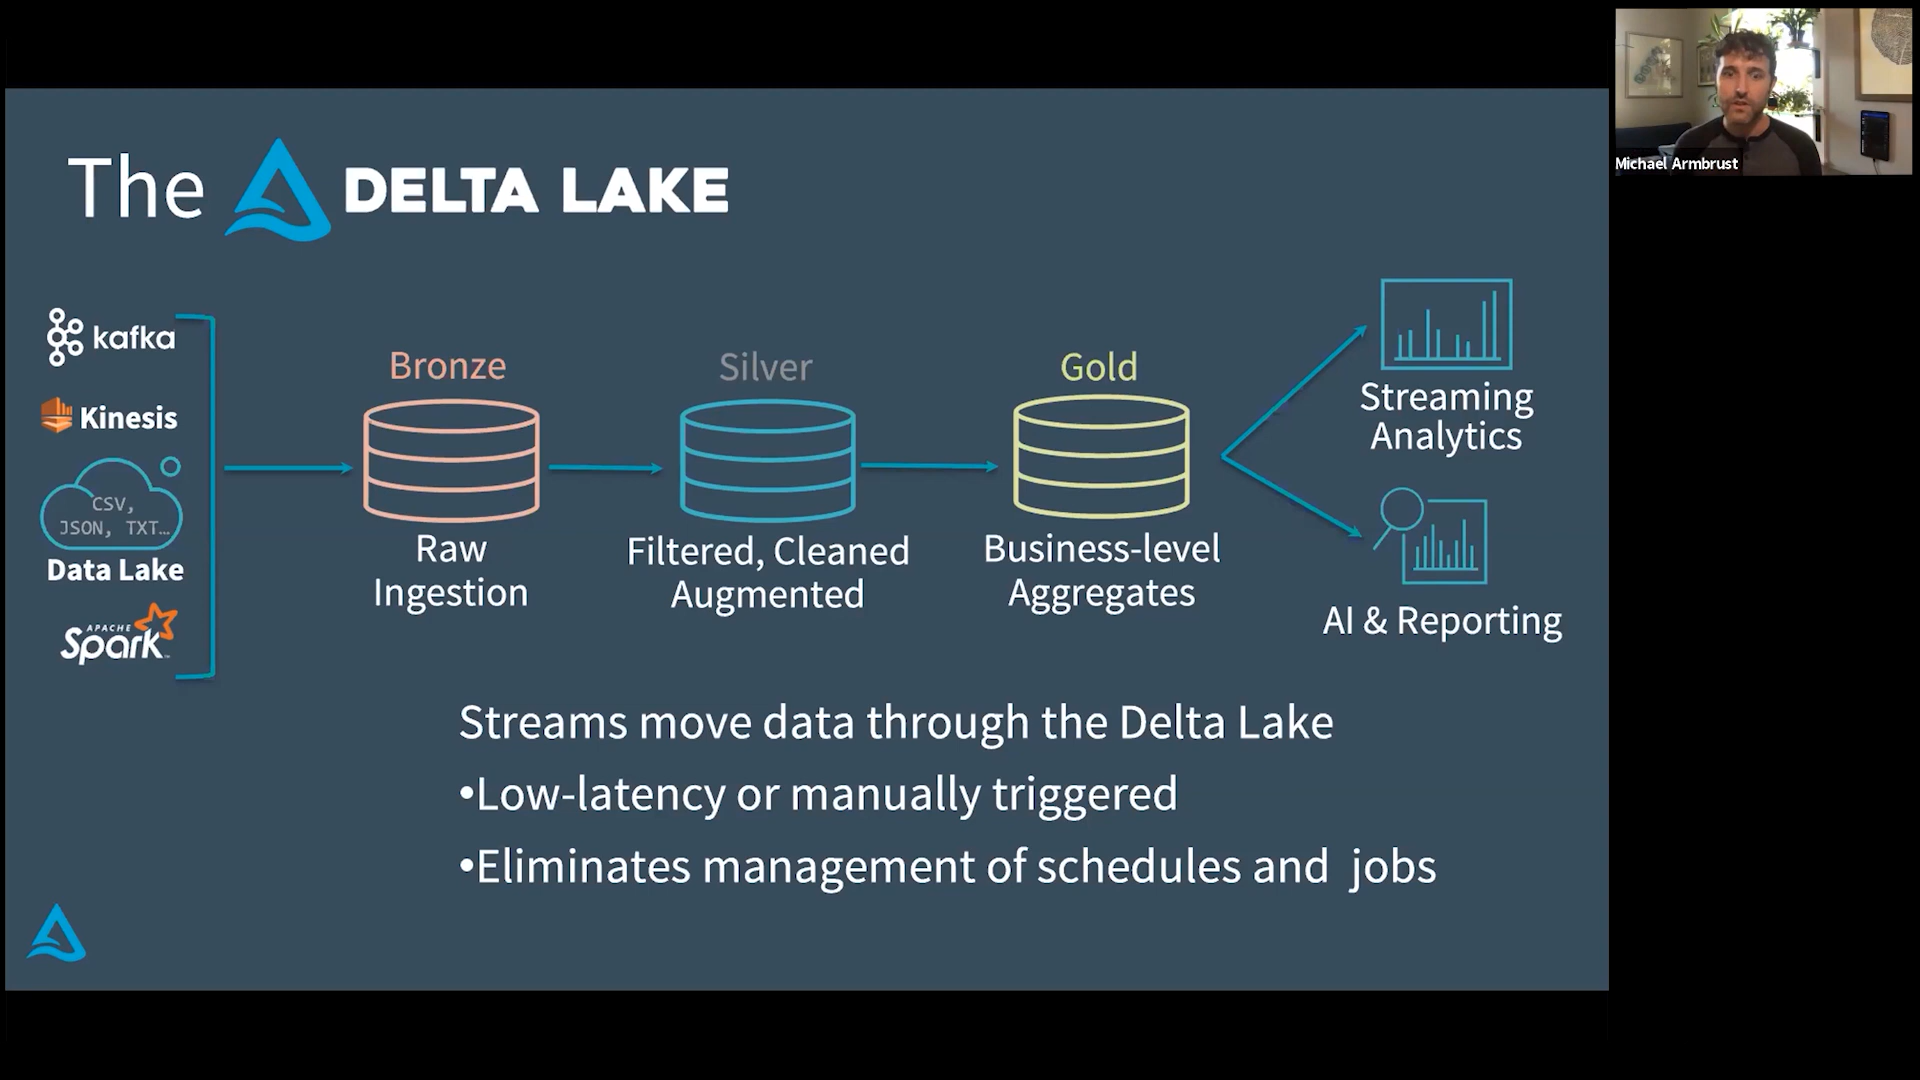 The DELTA LAKE
kafka
Kinesis
CSV,
JSON, TXT...
Data Lake
APACHE
Spark™
Bronze
Raw
Ingestion
Silver
Filtered, Cleaned
Augmented
Gold
Business-level
Aggregates
Streaming
Analytics
AI & Reporting
Streams move data through the Delta Lake
•Low-latency or manually triggered
•Eliminates management of schedules and jobs
Michael Armbrust